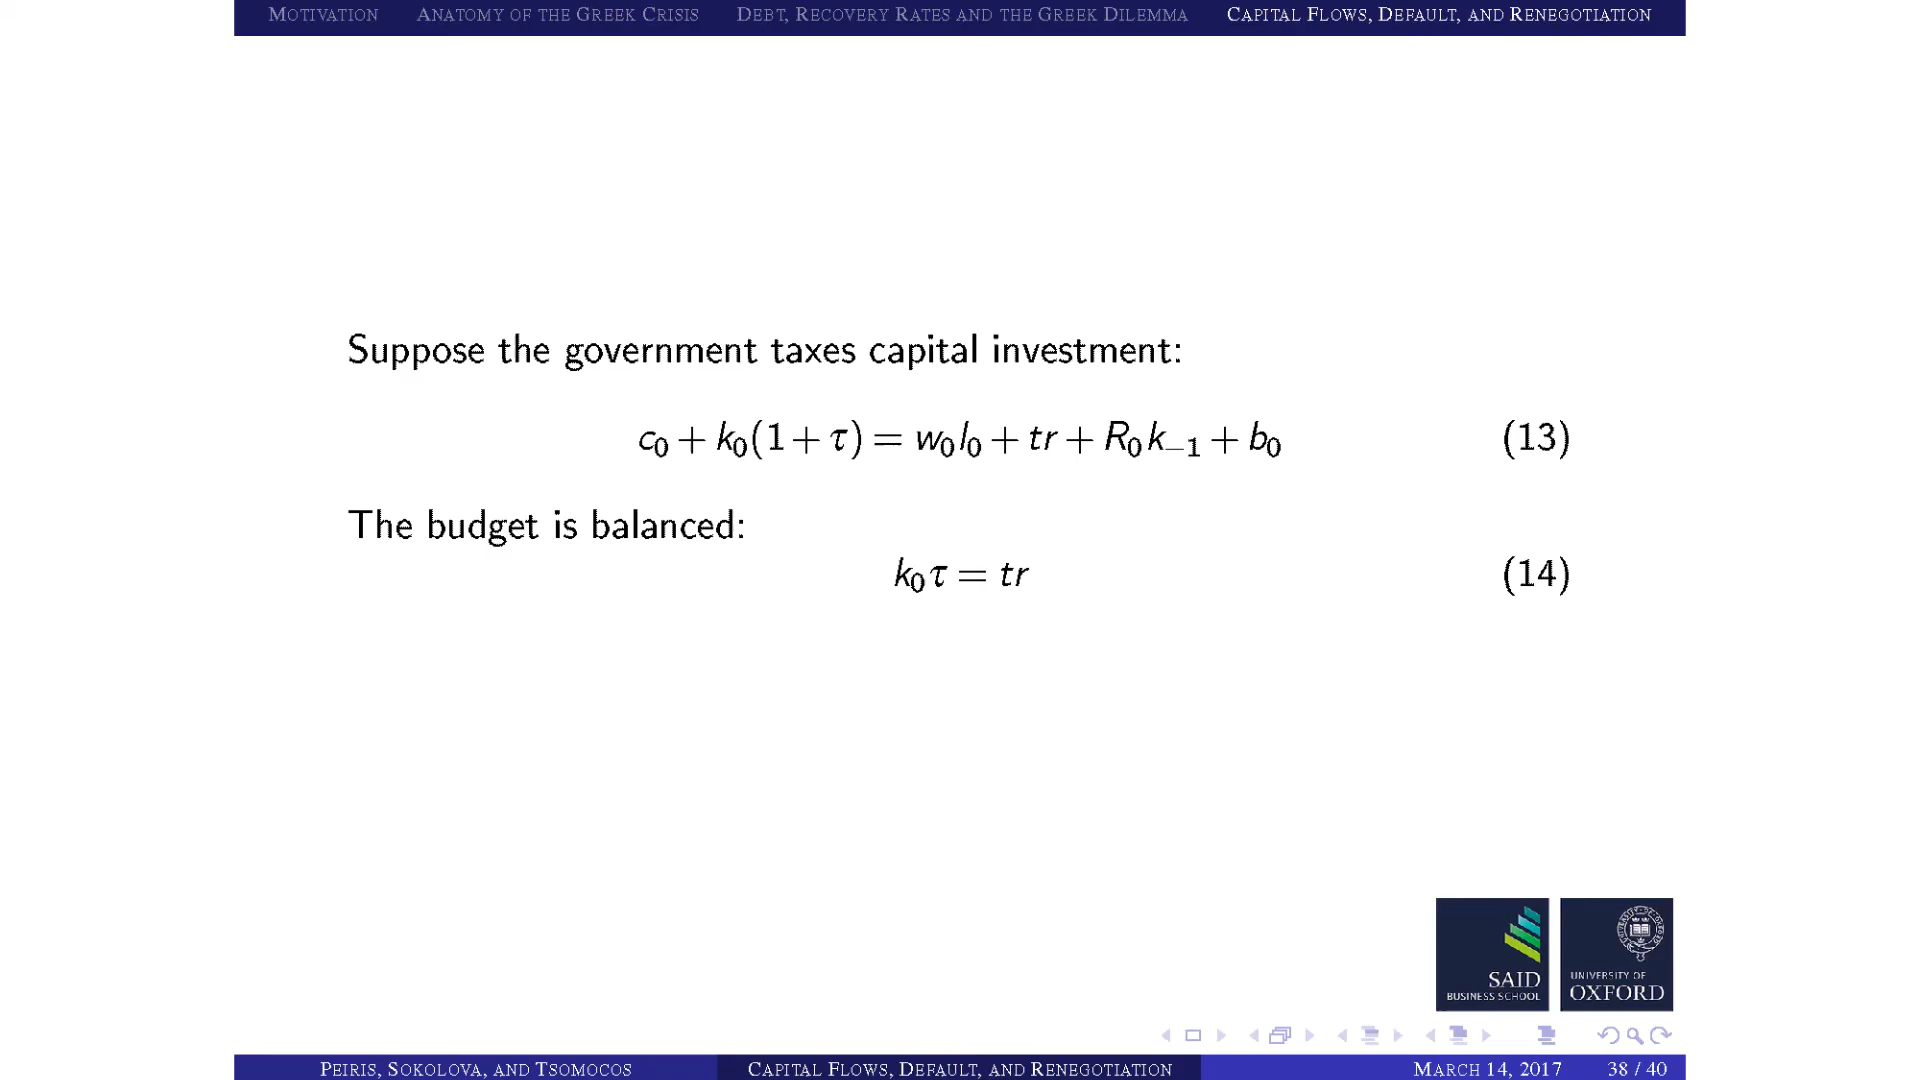 MOTIVATION ANATOMY OF THE GREEK CRISIS DEBT, RECOVERY RATES AND THE GREEK DILEMMA CAPITAL FLOWS, DEFAULT, AND RENEGOTIATION
Suppose the government taxes capital investment:
c₀ + k₀(1 + τ) = w₀l₀ + tr + R₀k₋₁ + b₀ (13)
The budget is balanced:
k₀τ = tr (14)
SAID
BUSINESS SCHOOL
UNIVERSITY OF
OXFORD
PEIRIS, SOKOLOVA, AND TSOMOCOS CAPITAL FLOWS, DEFAULT, AND RENEGOTIATION MARCH 14, 2017 38 / 40